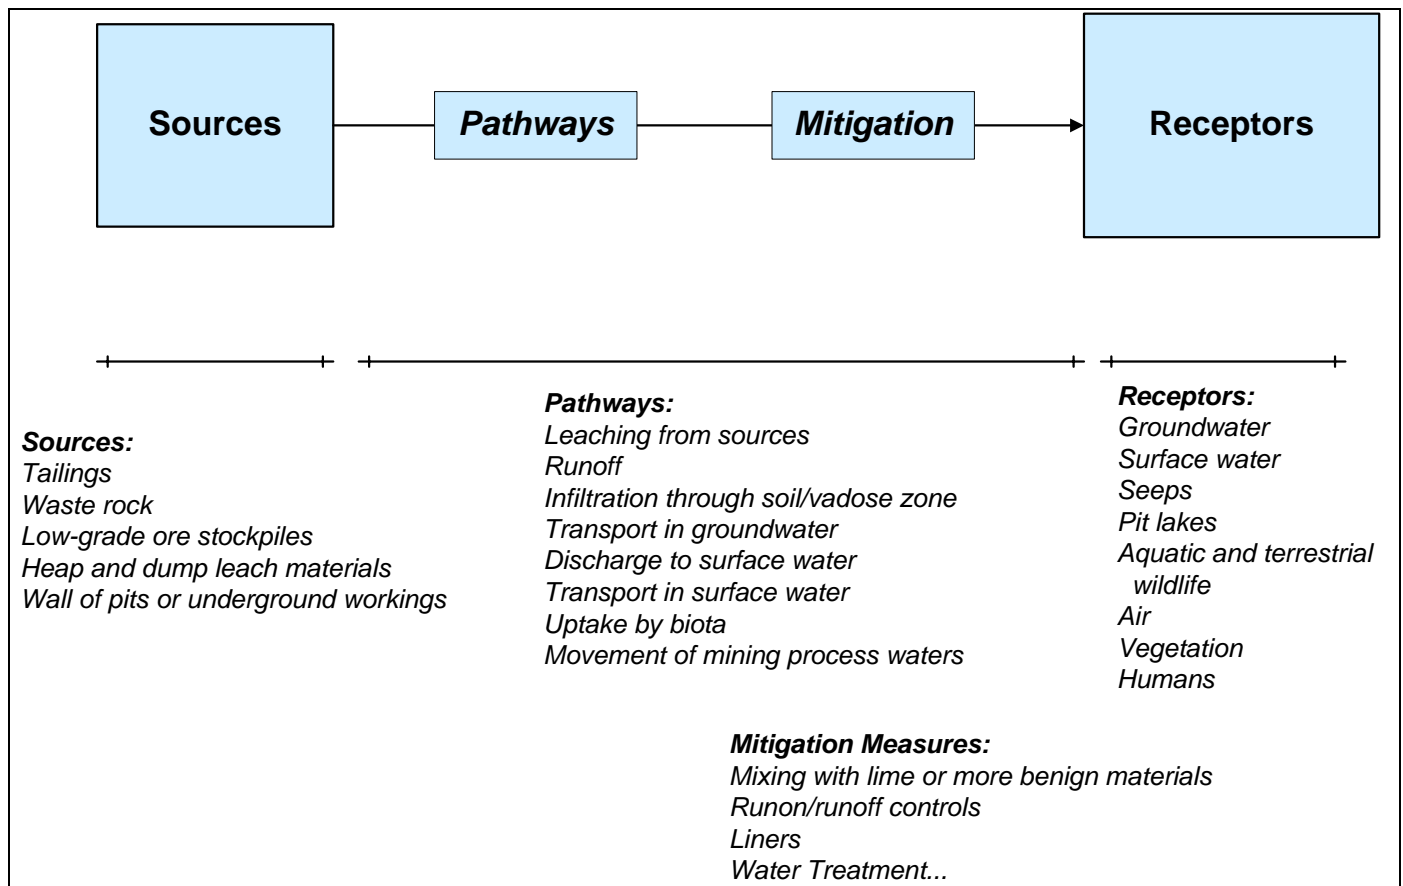 Sources
Pathways
Mitigation
Receptors
Sources:
Tailings
Waste rock
Low-grade ore stockpiles
Heap and dump leach materials
Wall of pits or underground workings
Pathways:
Leaching from sources
Runoff
Infiltration through soil/vadose zone
Transport in groundwater
Discharge to surface water
Transport in surface water
Uptake by biota
Movement of mining process waters
Receptors:
Groundwater
Surface water
Seeps
Pit lakes
Aquatic and terrestrial
wildlife
Air
Vegetation
Humans
Mitigation Measures:
Mixing with lime or more benign materials
Runon/runoff controls
Liners
Water Treatment...